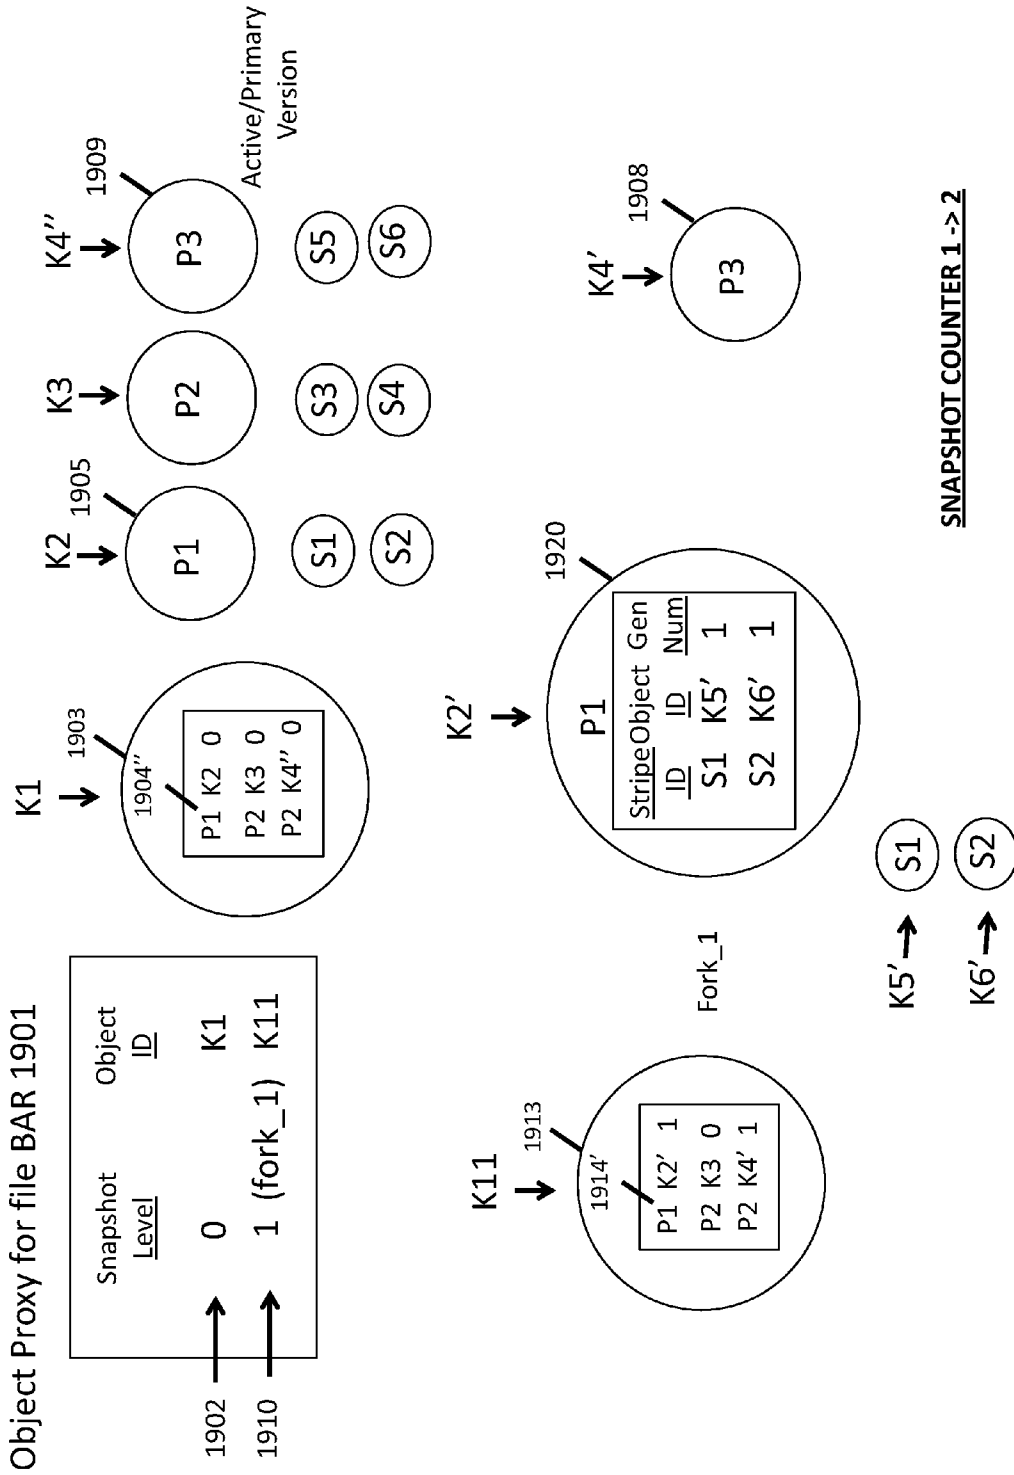 Object Proxy for file BAR 1901
Snapshot Object
Level ID
1902 0 K1
1910 1 (fork_1) K11
K1
1903
1904’’
P1 K2 0
P2 K3 0
P2 K4’’ 0
K2
1905
P1
S1
S2
K3
P2
S3
S4
K4’’
1909
P3
S5
S6
Active/Primary
Version
K11
1913
1914’
P1 K2’ 1
P2 K3 0
P2 K4’ 1
Fork_1
K2’
1920
P1
Stripe Object Gen
ID ID Num
S1 K5’ 1
S2 K6’ 1
K5’ S1
K6’ S2
K4’
1908
P3
SNAPSHOT COUNTER 1 -> 2